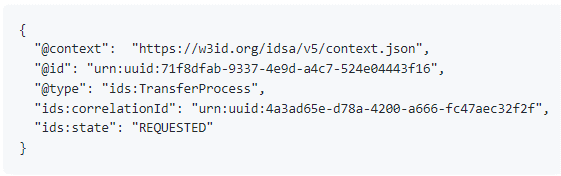 {
  "@context":  "https://w3id.org/idsa/v5/context.json",
  "@id": "urn:uuid:71f8dfab-9337-4e9d-a4c7-524e04443f16",
  "@type": "ids:TransferProcess",
  "ids:correlationId": "urn:uuid:4a3ad65e-d78a-4200-a666-fc47aec32f2f",
  "ids:state": "REQUESTED"
}